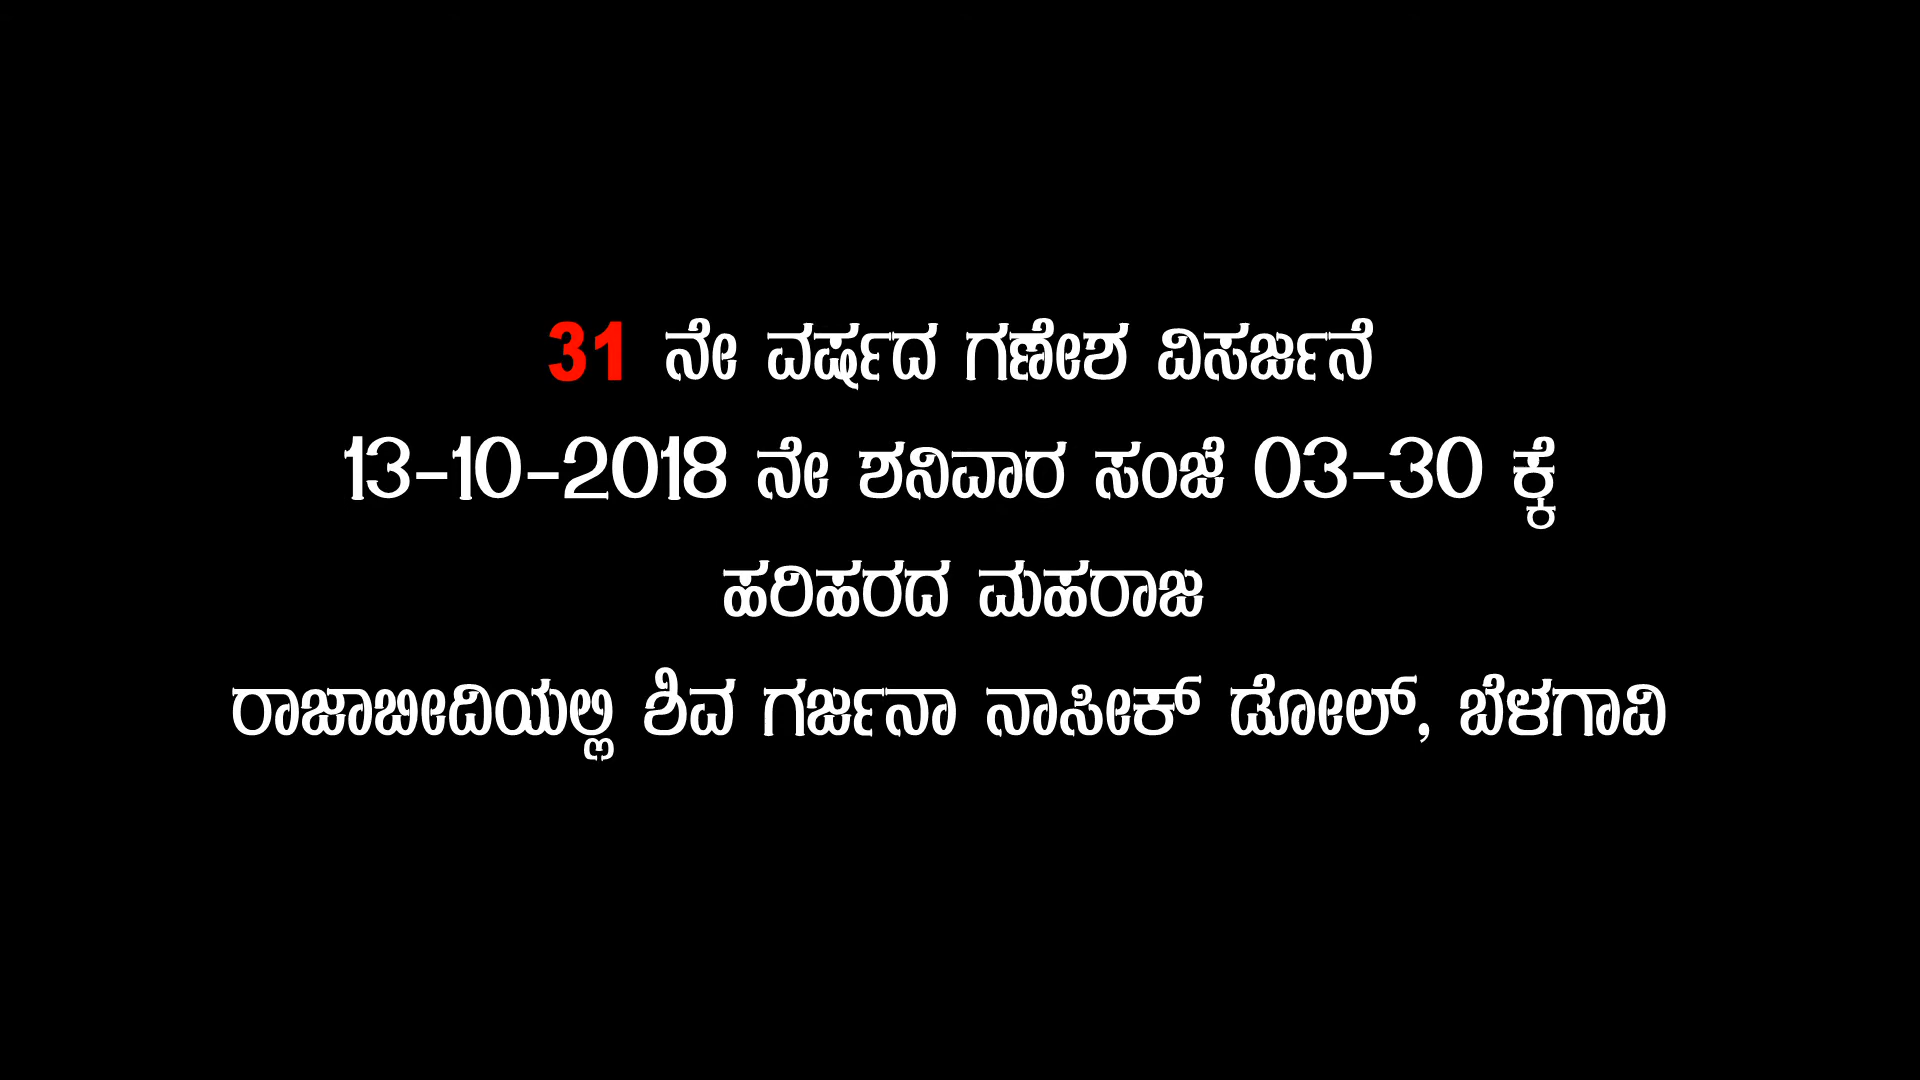 31 ನೇ ವರ್ಷದ ಗಣೇಶ ವಿಸರ್ಜನೆ
13-10-2018 ನೇ ಶನಿವಾರ ಸಂಜೆ 03-30 ಕ್ಕೆ
ಹರಿಹರದ ಮಹರಾಜ
ರಾಜಾಬೀದಿಯಲ್ಲಿ ಶಿವ ಗರ್ಜನಾ ನಾಸೀಕ್ ಡೋಲ್, ಬೆಳಗಾವಿ